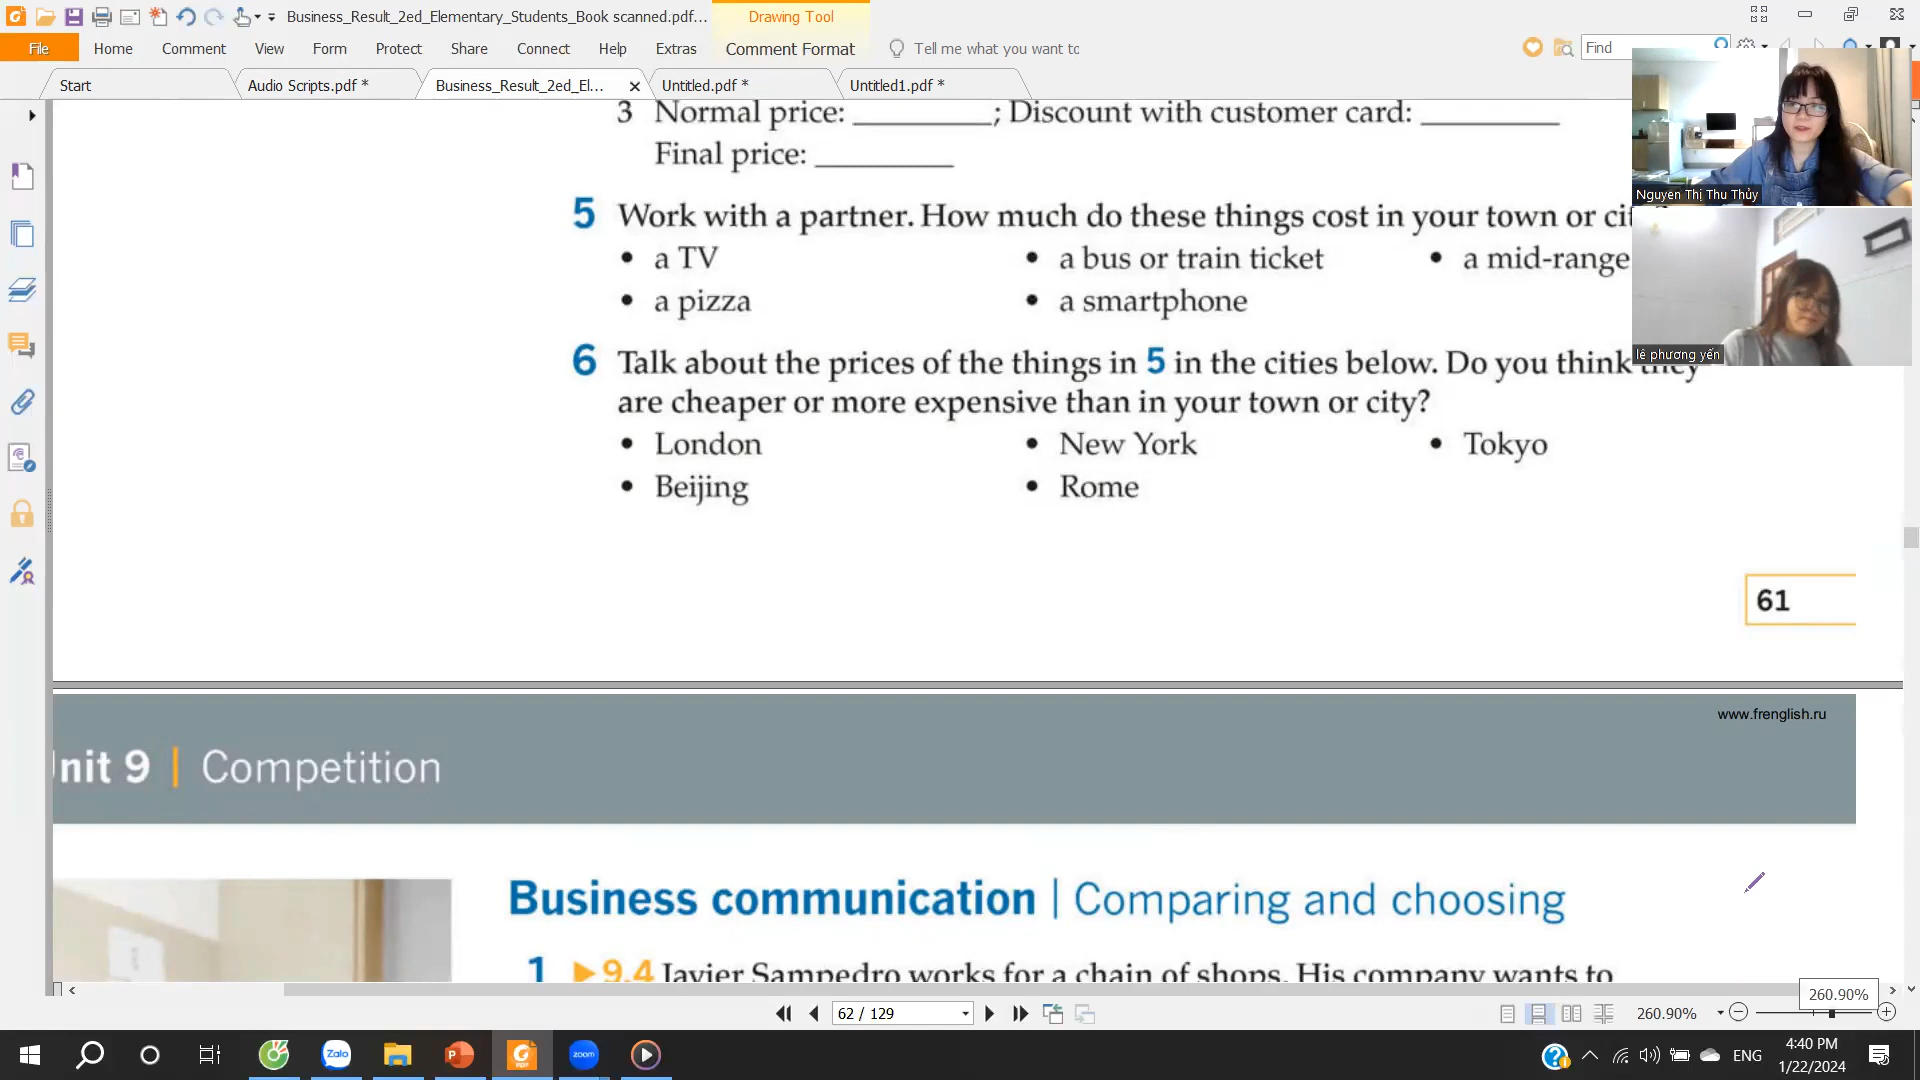 Business_Result_2ed_Elementary_Students_Book scanned.pdf...
Drawing Tool
File
Home
Comment
View
Form
Protect
Share
Connect
Help
Extras
Comment Format
Tell me what you want to
Find
Start
Audio Scripts.pdf *
Business_Result_2ed_El...
Untitled.pdf *
Untitled1.pdf *
3 Normal price: _________; Discount with customer card: _________
Final price: _________
5 Work with a partner. How much do these things cost in your town or
• a TV
• a bus or train ticket
• a mid-range
• a pizza
• a smartphone
6 Talk about the prices of the things in 5 in the cities below. Do you think they
are cheaper or more expensive than in your town or city?
• London
• New York
• Tokyo
• Beijing
• Rome
61
Nguyen Thị Thu Thủy
lê phương yến
www.frenglish.ru
nit 9 | Competition
Business communication | Comparing and choosing
1 ▶ 9.4 Javier Sampedro works for a chain of shops. His company wants to
62 / 129
260.90%
260.90%
Zalo
zoom
ENG
4:40 PM
1/22/2024